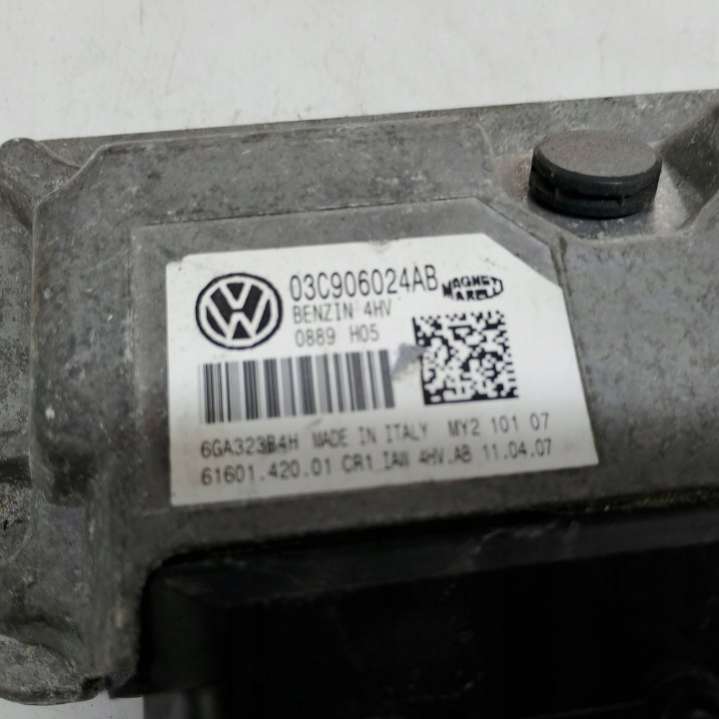 03C906024AB MAGNETI MARELLI
BENZIN 4HV
0889 H05
6GA323B4H MADE IN ITALY MY2 101 07
61601.420.01 CR1 IAW 4HV.AB 11.04.07